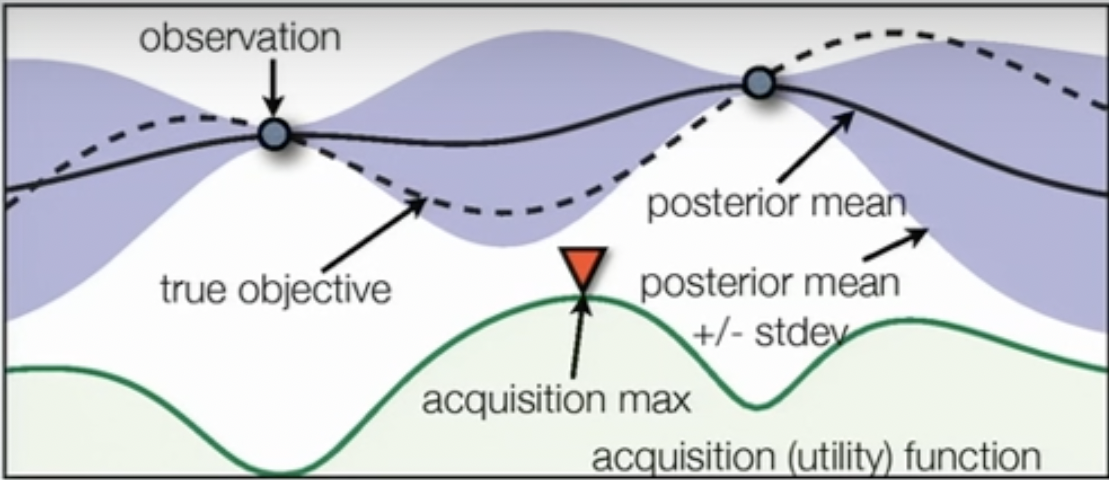 observation
posterior mean
true objective
posterior mean
+/- stdev
acquisition max
acquisition (utility) function